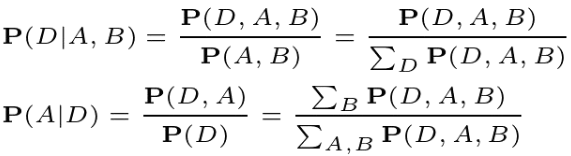 P(D|A, B) = P(D, A, B) / P(A, B) = P(D, A, B) / ∑_D P(D, A, B)
P(A|D) = P(D, A) / P(D) = ∑_B P(D, A, B) / ∑_{A,B} P(D, A, B)